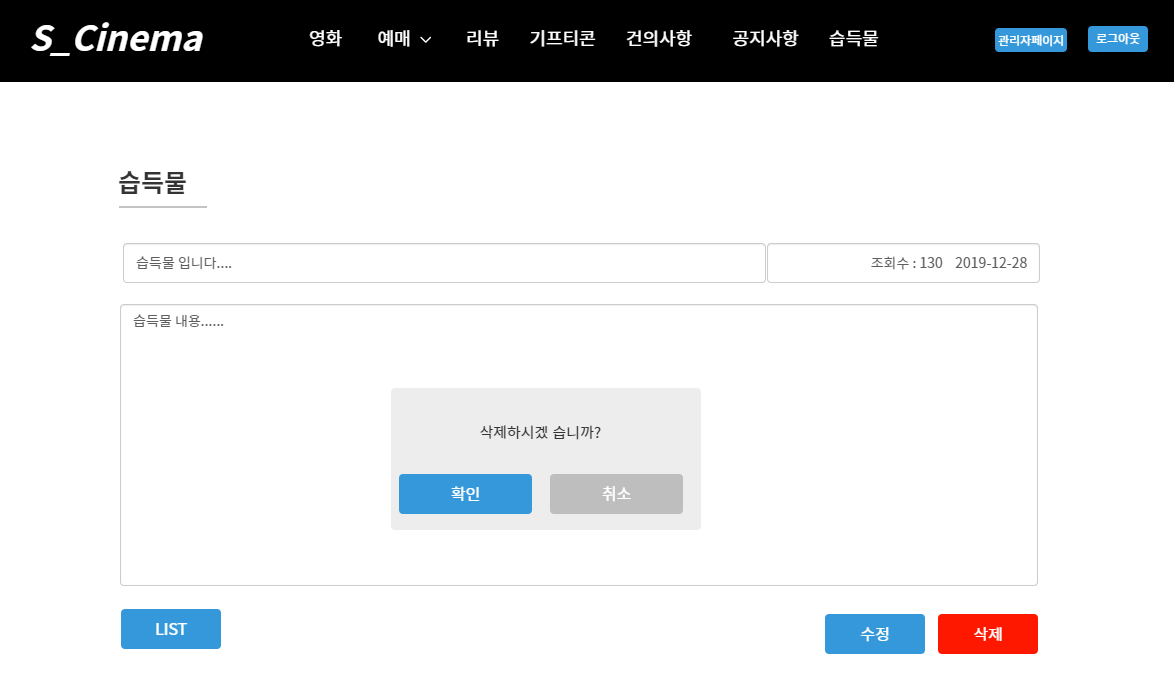 S_Cinema 영화 예매 리뷰 기프티콘 건의사항 공지사항 습득물 관리자페이지 로그아웃
습득물
습득물 입니다.... 조회수 : 130 2019-12-28
습득물 내용......
삭제하시겠 습니까?
확인 취소
LIST 수정 삭제